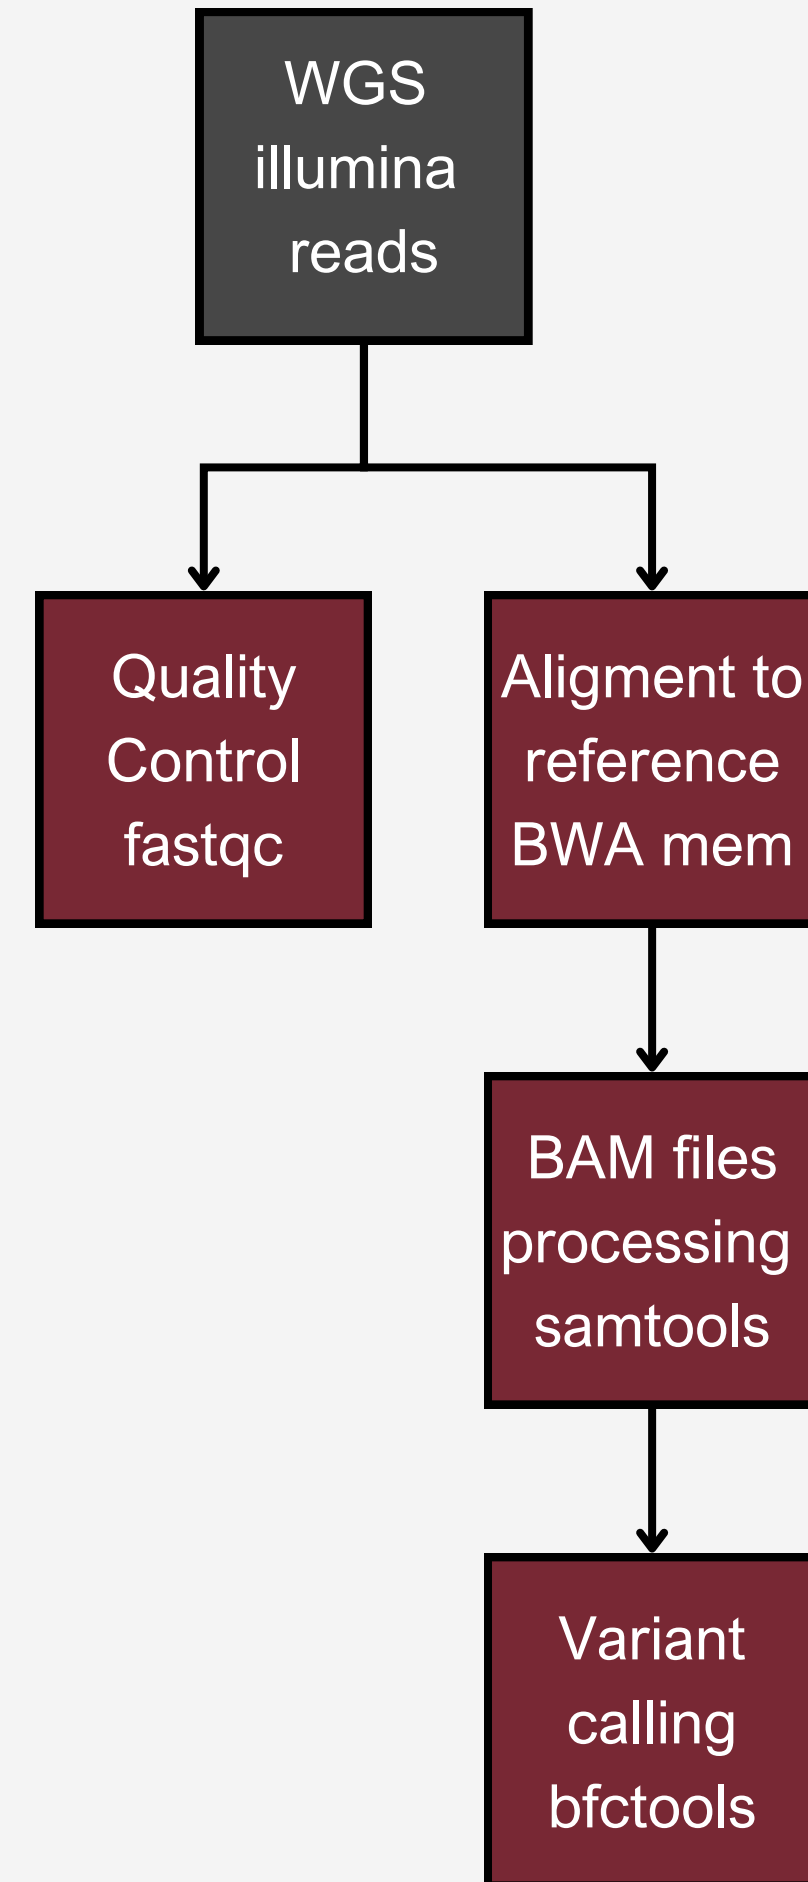 WGS
illumina
reads
Quality
Control
fastqc
Aligment to
reference
BWA mem
BAM files
processing
samtools
Variant
calling
bfctools